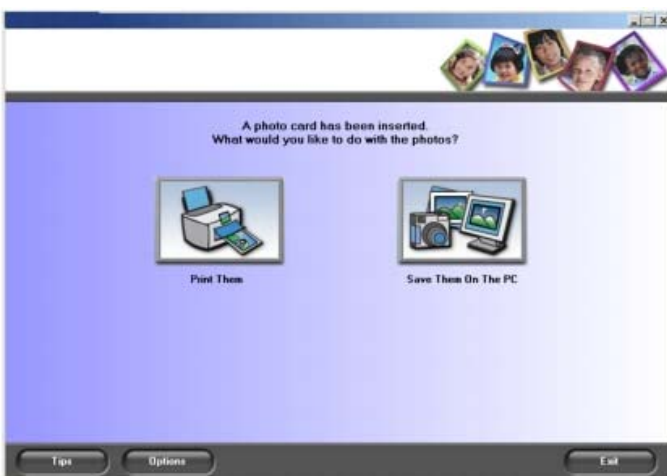 A photo card has been inserted.
What would you like to do with the photos?
Print Them
Save Them On The PC
Tips
Options
Exit